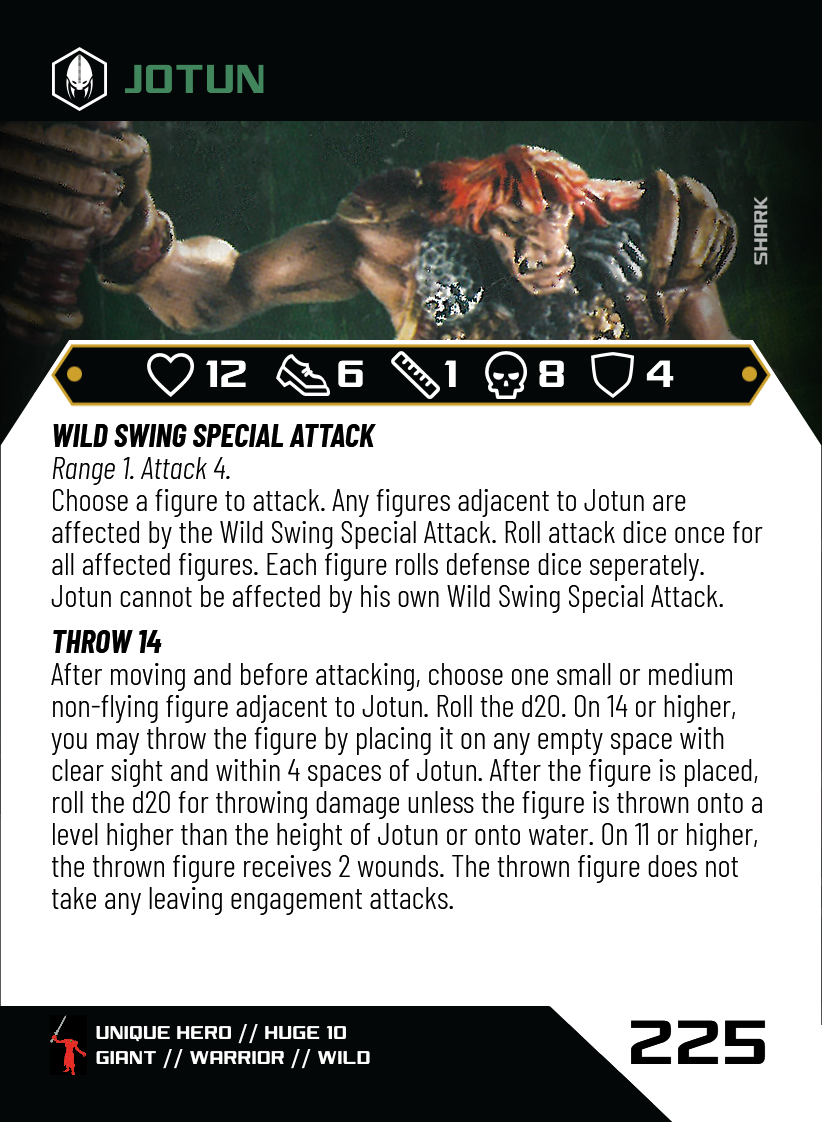 JOTUN
SHARK
12 6 1 8 4
WILD SWING SPECIAL ATTACK
Range 1. Attack 4.
Choose a figure to attack. Any figures adjacent to Jotun are
affected by the Wild Swing Special Attack. Roll attack dice once for
all affected figures. Each figure rolls defense dice seperately.
Jotun cannot be affected by his own Wild Swing Special Attack.
THROW 14
After moving and before attacking, choose one small or medium
non-flying figure adjacent to Jotun. Roll the d20. On 14 or higher,
you may throw the figure by placing it on any empty space with
clear sight and within 4 spaces of Jotun. After the figure is placed,
roll the d20 for throwing damage unless the figure is thrown onto a
level higher than the height of Jotun or onto water. On 11 or higher,
the thrown figure receives 2 wounds. The thrown figure does not
take any leaving engagement attacks.
UNIQUE HERO // HUGE 10
GIANT // WARRIOR // WILD
225